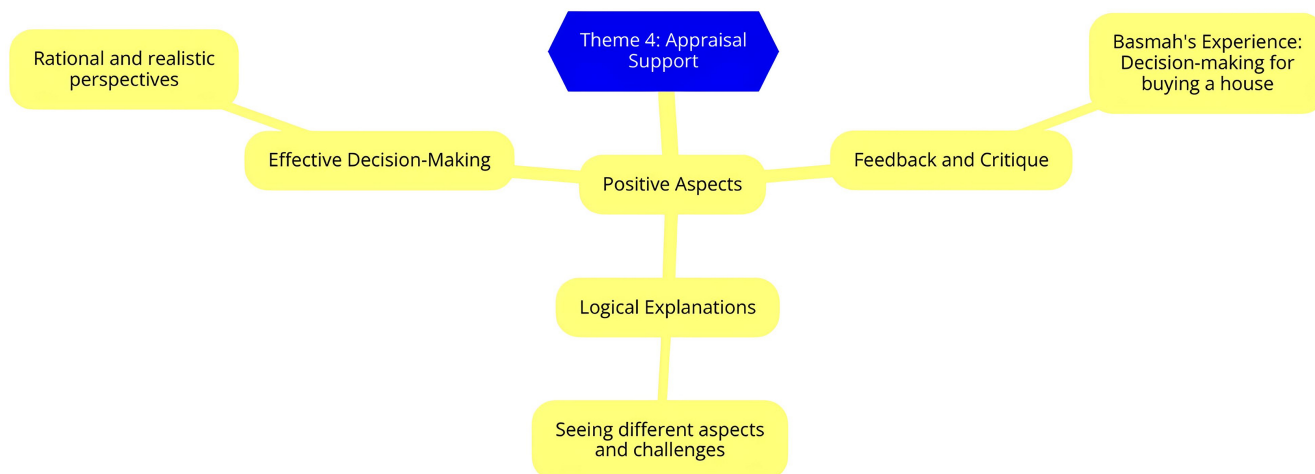 Theme 4: Appraisal
Support
Rational and realistic
perspectives
Basmah's Experience:
Decision-making for
buying a house
Effective Decision-Making
Feedback and Critique
Positive Aspects
Logical Explanations
Seeing different aspects
and challenges